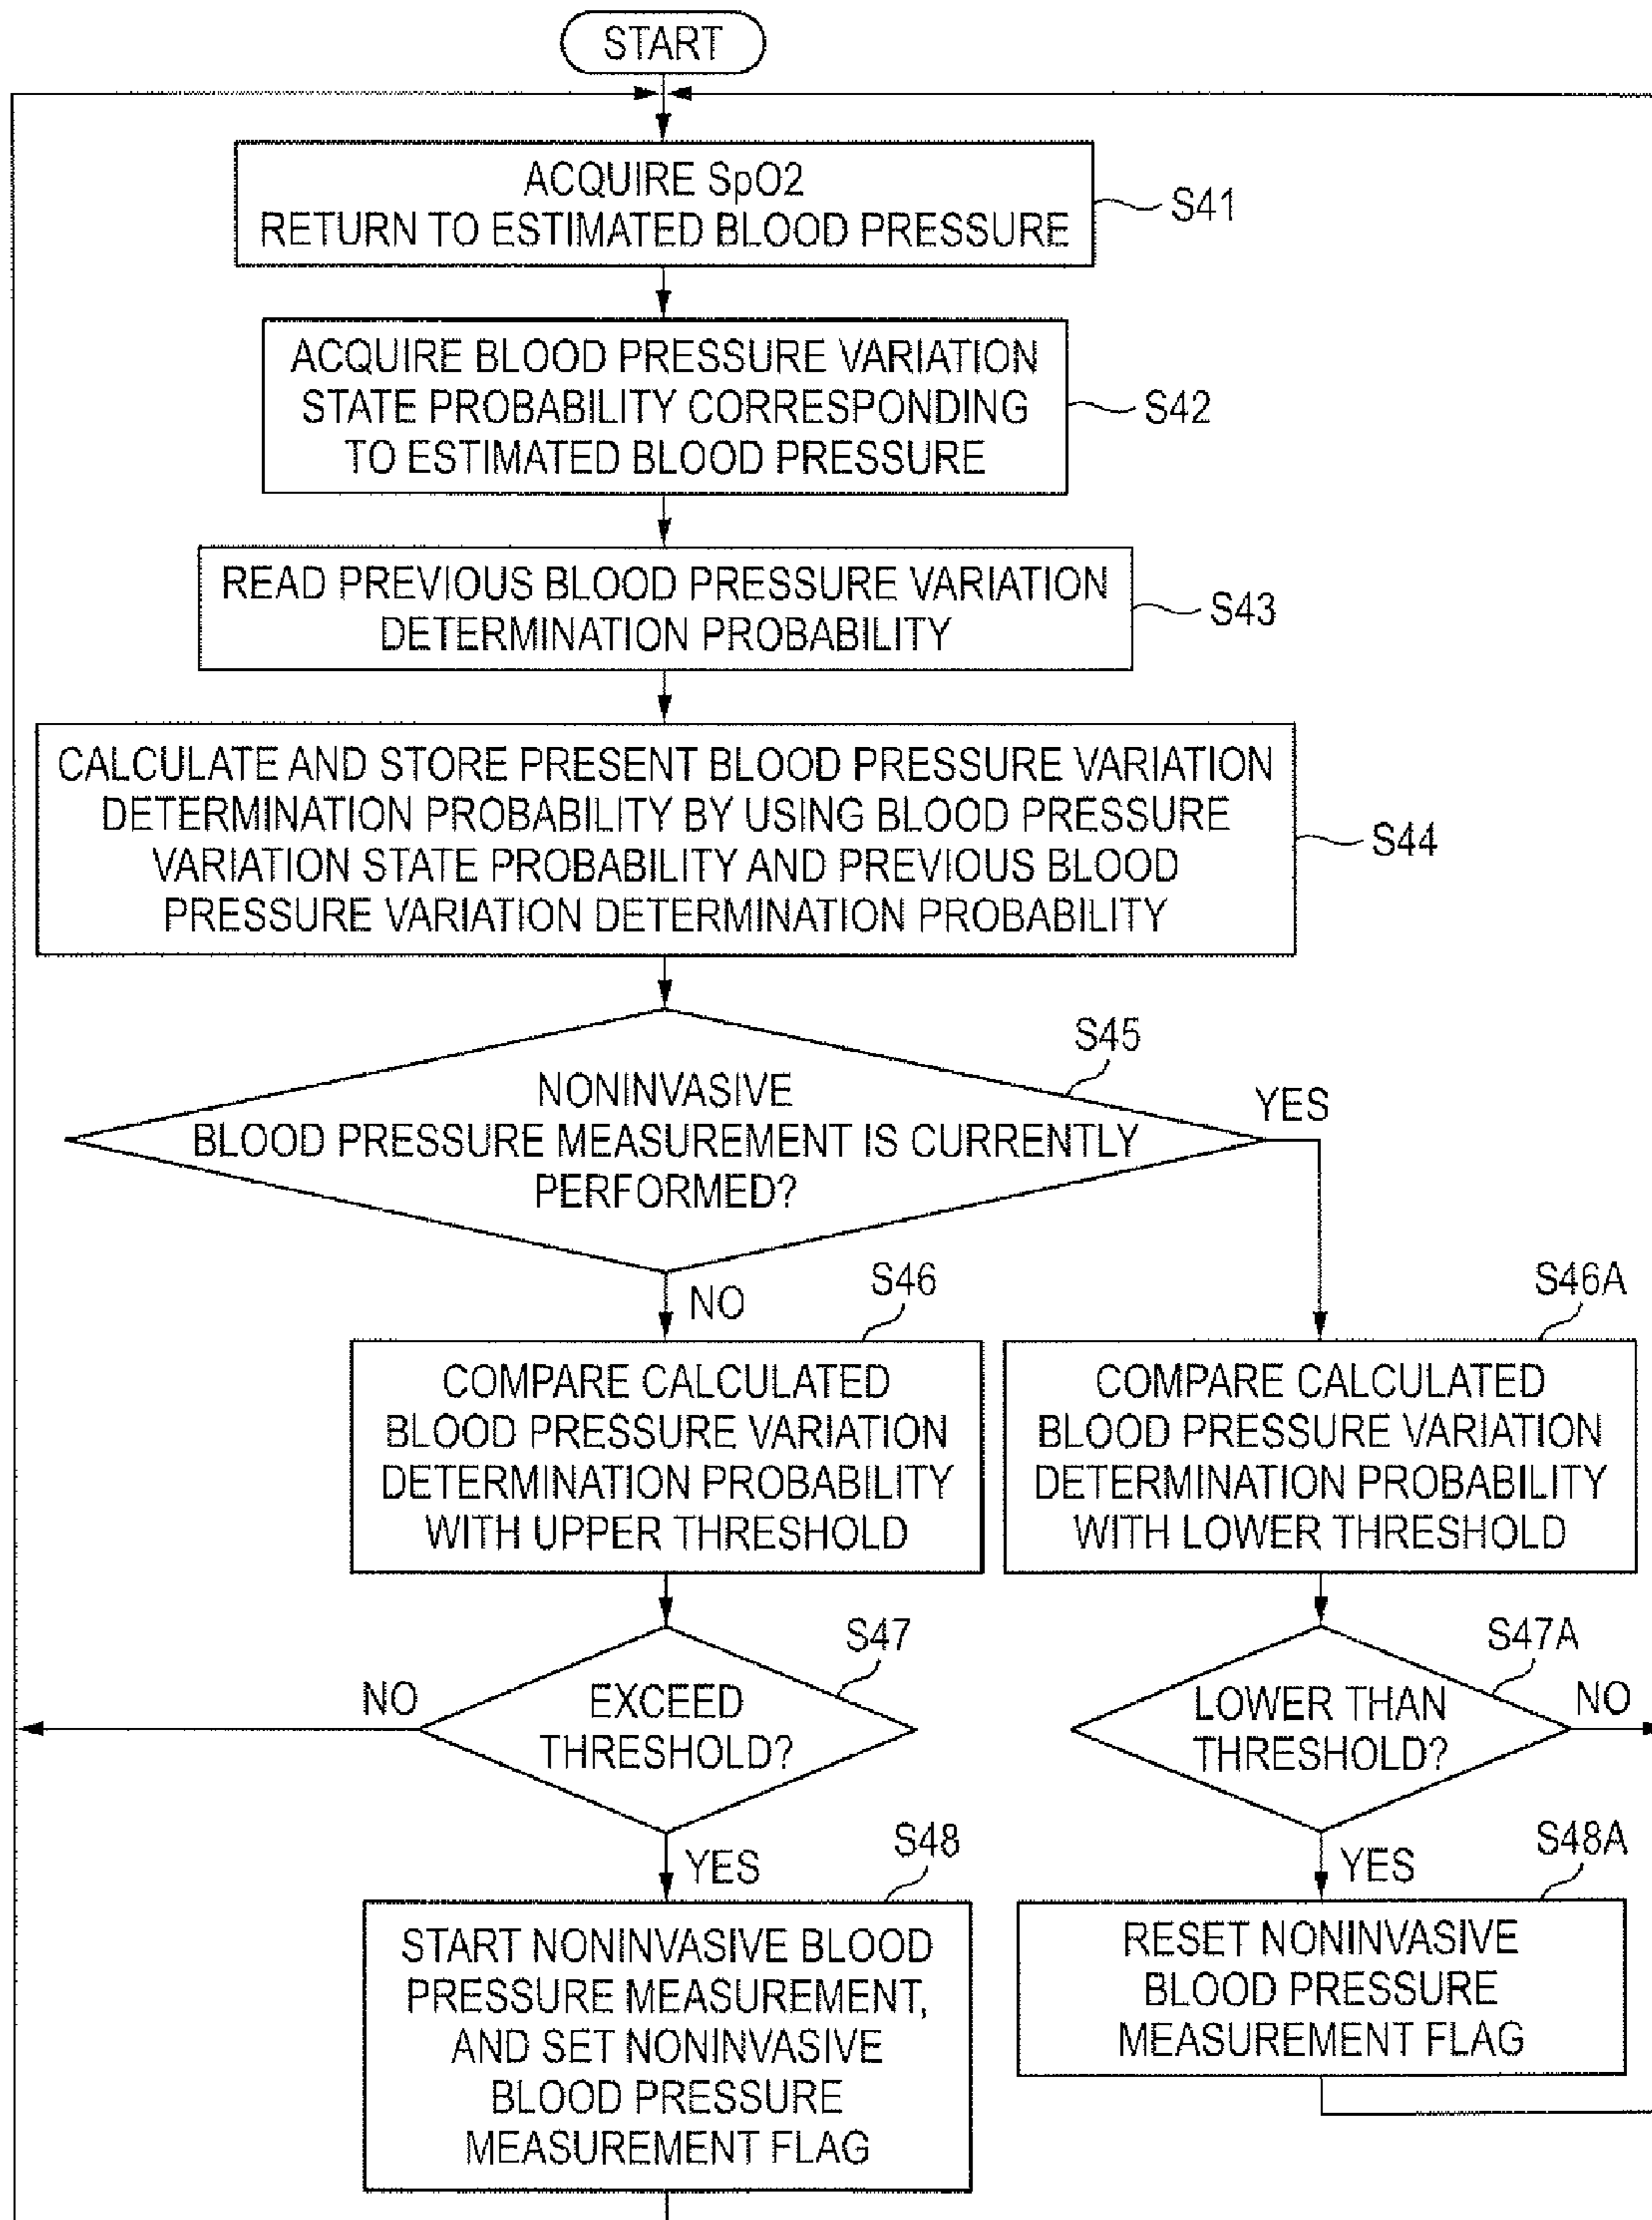 START
ACQUIRE SpO2
RETURN TO ESTIMATED BLOOD PRESSURE
S41
ACQUIRE BLOOD PRESSURE VARIATION
STATE PROBABILITY CORRESPONDING
TO ESTIMATED BLOOD PRESSURE
S42
READ PREVIOUS BLOOD PRESSURE VARIATION
DETERMINATION PROBABILITY
S43
CALCULATE AND STORE PRESENT BLOOD PRESSURE VARIATION
DETERMINATION PROBABILITY BY USING BLOOD PRESSURE
VARIATION STATE PROBABILITY AND PREVIOUS BLOOD
PRESSURE VARIATION DETERMINATION PROBABILITY
S44
S45
NONINVASIVE
BLOOD PRESSURE MEASUREMENT IS CURRENTLY
PERFORMED?
YES
NO
S46
COMPARE CALCULATED
BLOOD PRESSURE VARIATION
DETERMINATION PROBABILITY
WITH UPPER THRESHOLD
S46A
COMPARE CALCULATED
BLOOD PRESSURE VARIATION
DETERMINATION PROBABILITY
WITH LOWER THRESHOLD
S47
NO
EXCEED
THRESHOLD?
S47A
LOWER THAN
THRESHOLD?
NO
YES
S48
START NONINVASIVE BLOOD
PRESSURE MEASUREMENT,
AND SET NONINVASIVE
BLOOD PRESSURE
MEASUREMENT FLAG
YES
S48A
RESET NONINVASIVE
BLOOD PRESSURE
MEASUREMENT FLAG